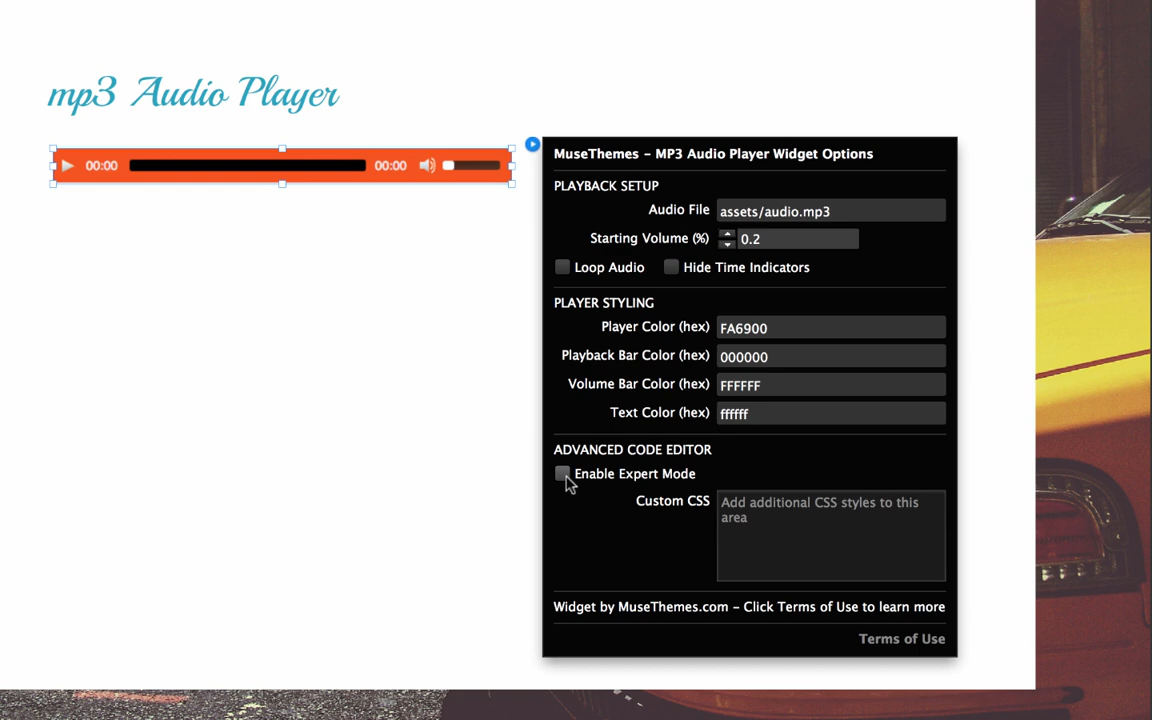 mp3 Audio Player
00:00 00:00
MuseThemes – MP3 Audio Player Widget Options
PLAYBACK SETUP
Audio File assets/audio.mp3
Starting Volume (%) 0.2
Loop Audio Hide Time Indicators
PLAYER STYLING
Player Color (hex) FA6900
Playback Bar Color (hex) 000000
Volume Bar Color (hex) FFFFFF
Text Color (hex) ffffff
ADVANCED CODE EDITOR
Enable Expert Mode
Custom CSS Add additional CSS styles to this
area
Widget by MuseThemes.com – Click Terms of Use to learn more
Terms of Use